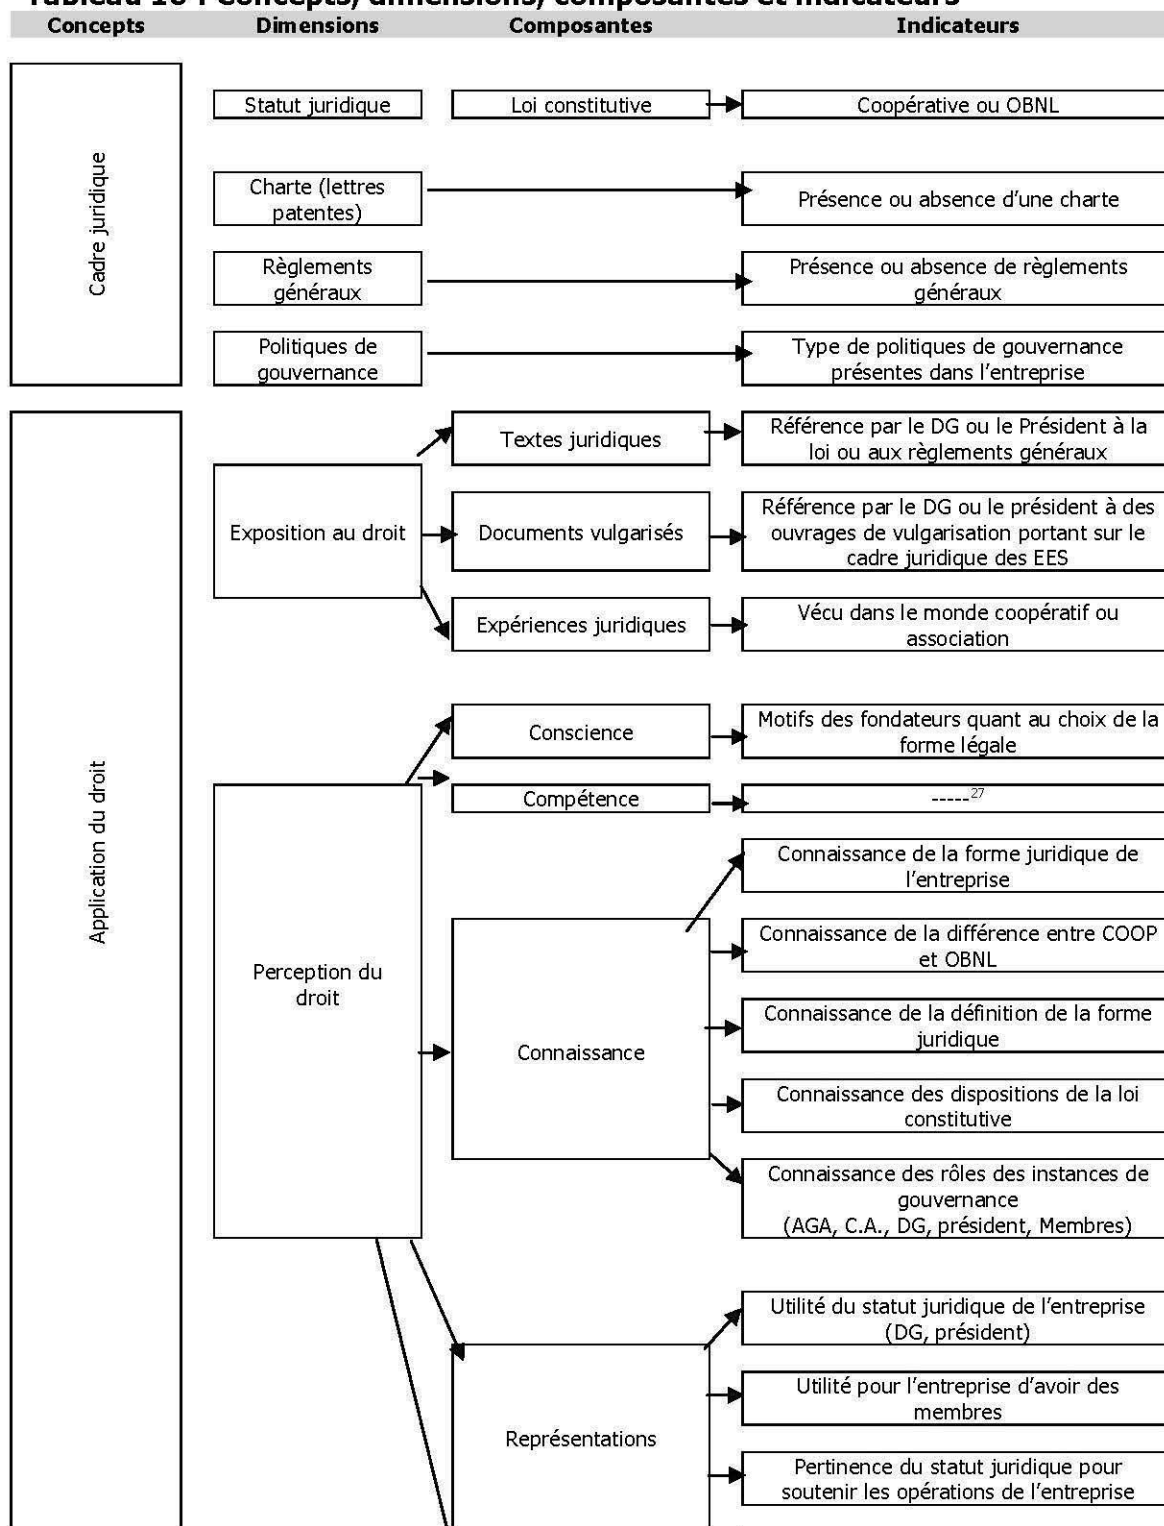 Tableau 10 : Concepts, dimensions, composantes et indicateurs
Concepts Dimensions Composantes Indicateurs
Cadre juridique
Statut juridique
Loi constitutive
Coopérative ou OBNL
Charte (lettres
patentes)
Présence ou absence d'une charte
Règlements
généraux
Présence ou absence de règlements
généraux
Politiques de
gouvernance
Type de politiques de gouvernance
présentes dans l'entreprise
Application du droit
Exposition au droit
Textes juridiques
Référence par le DG ou le Président à la
loi ou aux règlements généraux
Documents vulgarisés
Référence par le DG ou le président à des
ouvrages de vulgarisation portant sur le
cadre juridique des EES
Expériences juridiques
Vécu dans le monde coopératif ou
association
Perception du
droit
Conscience
Motifs des fondateurs quant au choix de la
forme légale
Compétence
-----27
Connaissance
Connaissance de la forme juridique de
l'entreprise
Connaissance de la différence entre COOP
et OBNL
Connaissance de la définition de la forme
juridique
Connaissance des dispositions de la loi
constitutive
Connaissance des rôles des instances de
gouvernance
(AGA, C.A., DG, président, Membres)
Représentations
Utilité du statut juridique de l'entreprise
(DG, président)
Utilité pour l'entreprise d'avoir des
membres
Pertinence du statut juridique pour
soutenir les opérations de l'entreprise